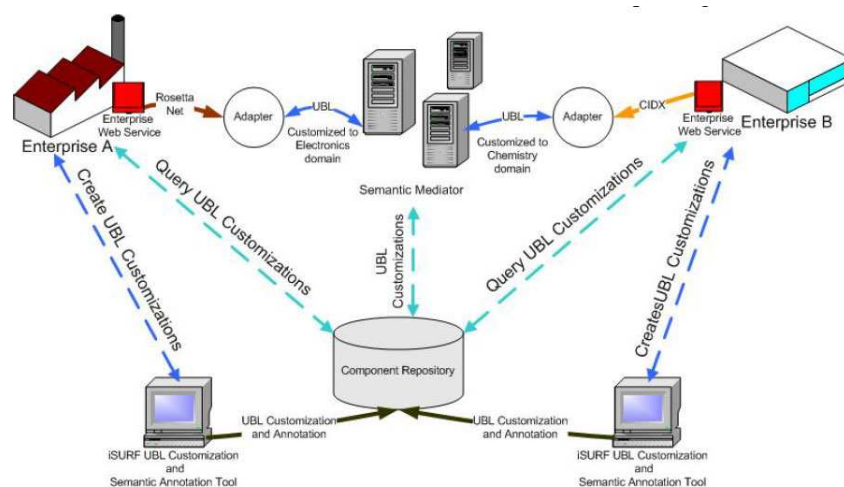 Rosetta
Net
Enterprise
Web Service
Enterprise A
Adapter
UBL
Customized to
Electronics
domain
Semantic Mediator
UBL
Customized to
Chemistry
domain
Adapter
CIDX
Enterprise
Web Service
Enterprise B
Create UBL Customizations
Query UBL Customizations
UBL
Customizations
Query UBL Customizations
CreatesUBL Customizations
Component Repository
UBL Customization
and Annotation
UBL Customization
and Annotation
iSURF UBL Customization
and
Semantic Annotation Tool
iSURF UBL Customization
and
Semantic Annotation Tool